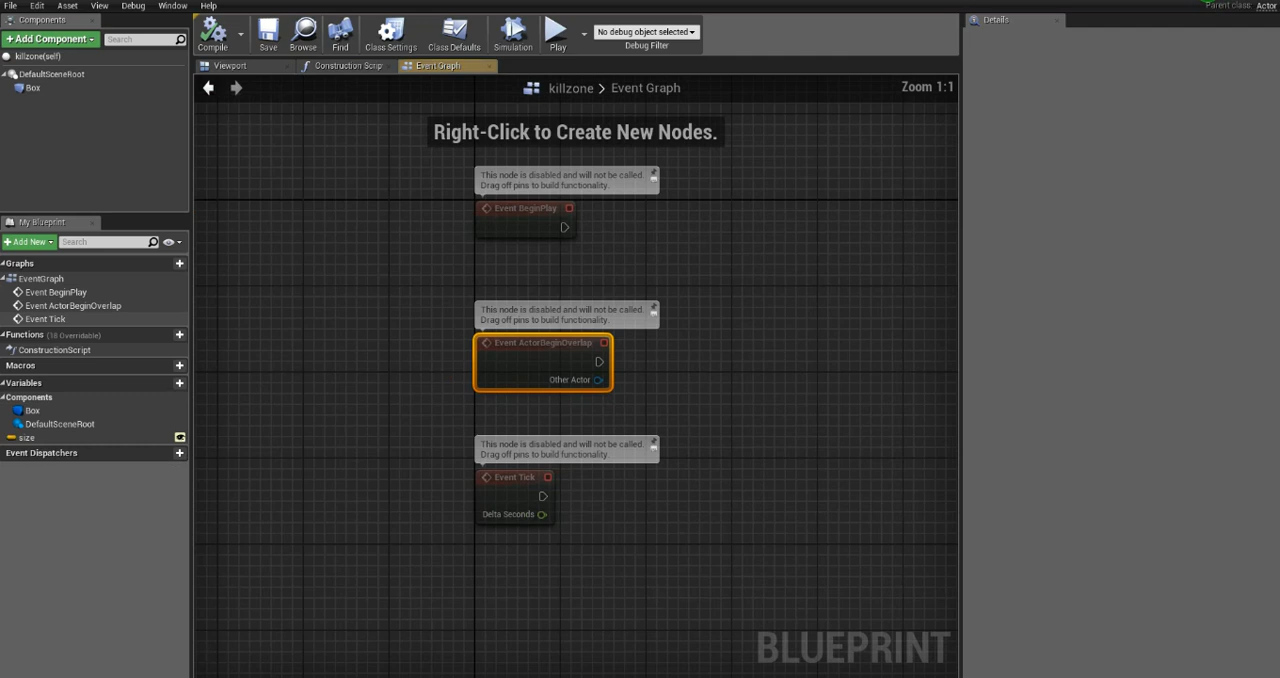 File Edit Asset View Debug Window Help
Parent class: Actor
Components
+Add Component
Search
killzone(self)
DefaultSceneRoot
Box
Compile
Save
Browse
Find
Class Settings
Class Defaults
Simulation
Play
No debug object selected
Debug Filter
Details
Viewport
Construction Scrip
Event Graph
killzone > Event Graph
Zoom 1:1
Right-Click to Create New Nodes.
This node is disabled and will not be called.
Drag off pins to build functionality.
Event BeginPlay
This node is disabled and will not be called.
Drag off pins to build functionality.
Event ActorBeginOverlap
Other Actor
This node is disabled and will not be called.
Drag off pins to build functionality.
Event Tick
Delta Seconds
BLUEPRINT
My Blueprint
+Add New
Search
Graphs
EventGraph
Event BeginPlay
Event ActorBeginOverlap
Event Tick
Functions (18 Overridable)
ConstructionScript
Macros
Variables
Components
Box
DefaultSceneRoot
size
Event Dispatchers